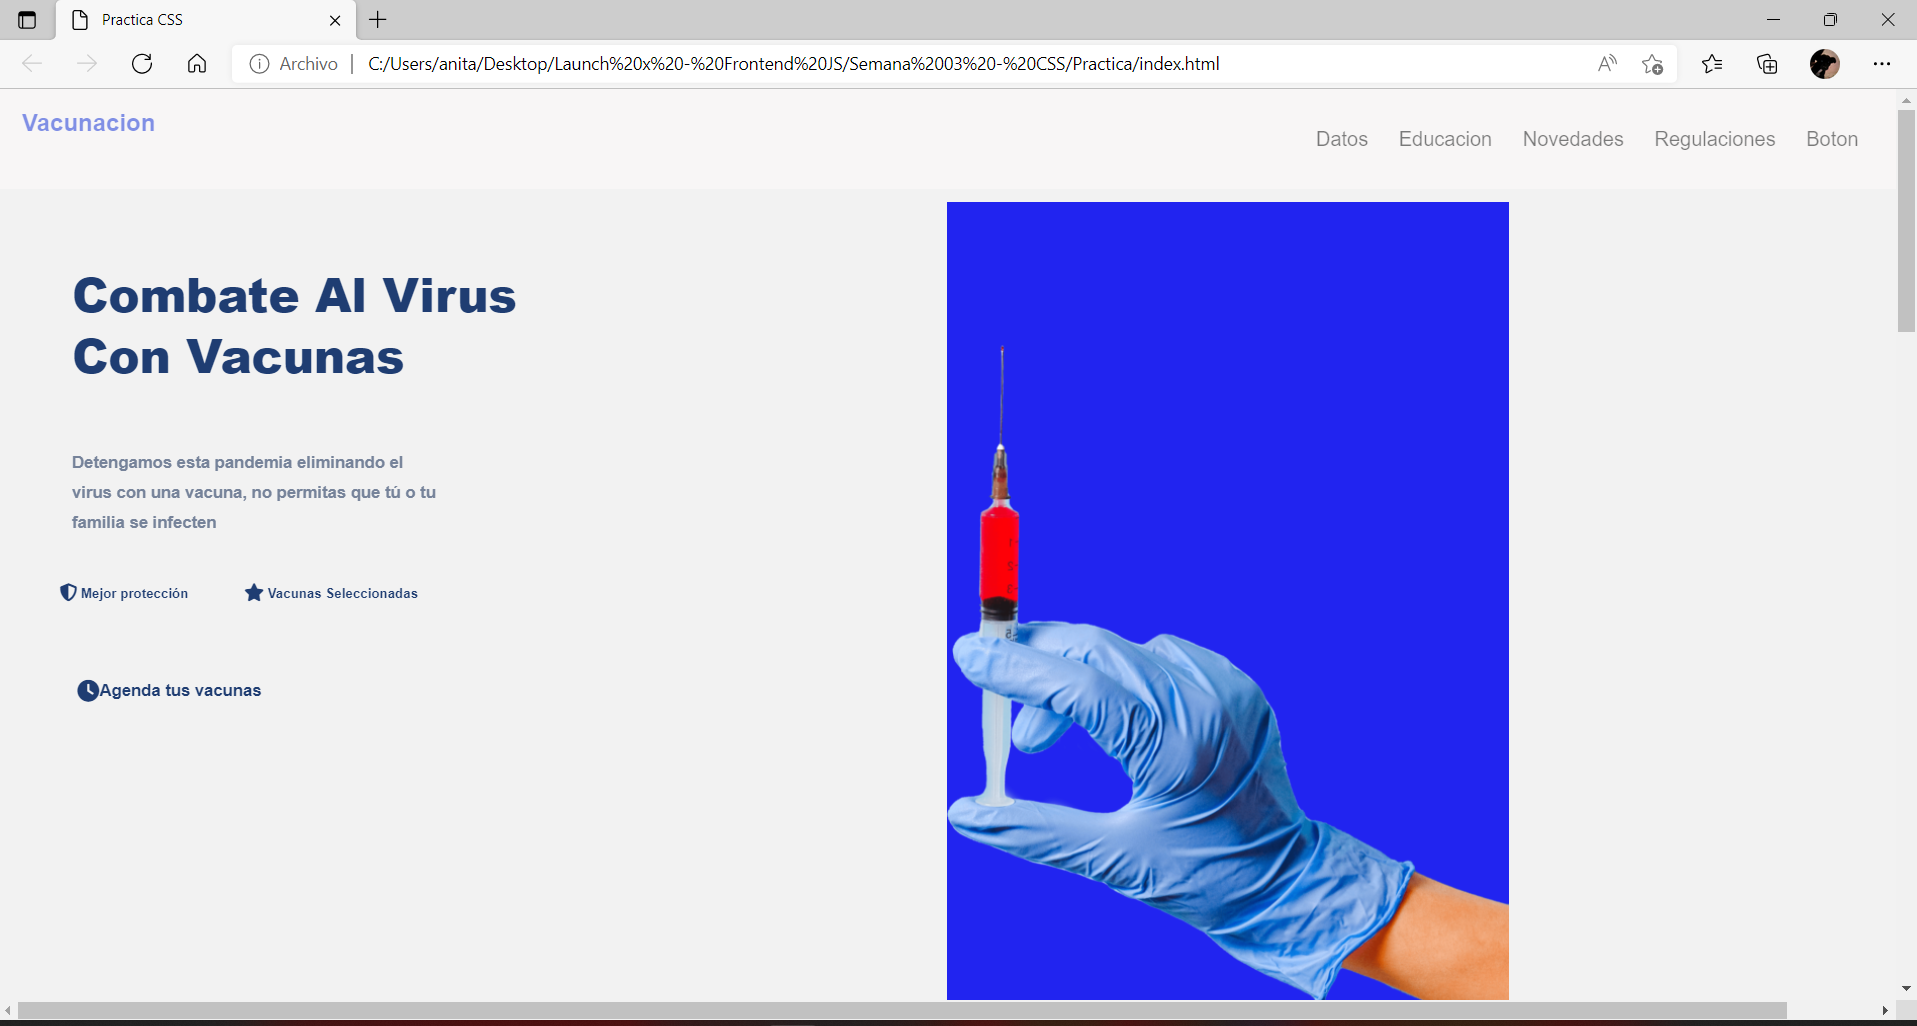 Practica CSS
Archivo
C:/Users/anita/Desktop/Launch%20x%20-%20Frontend%20JS/Semana%2003%20-%20CSS/Practica/index.html
Vacunacion
Datos Educacion Novedades Regulaciones Boton
Combate Al Virus
Con Vacunas
Detengamos esta pandemia eliminando el
virus con una vacuna, no permitas que tú o tu
familia se infecten
Mejor protección Vacunas Seleccionadas
Agenda tus vacunas